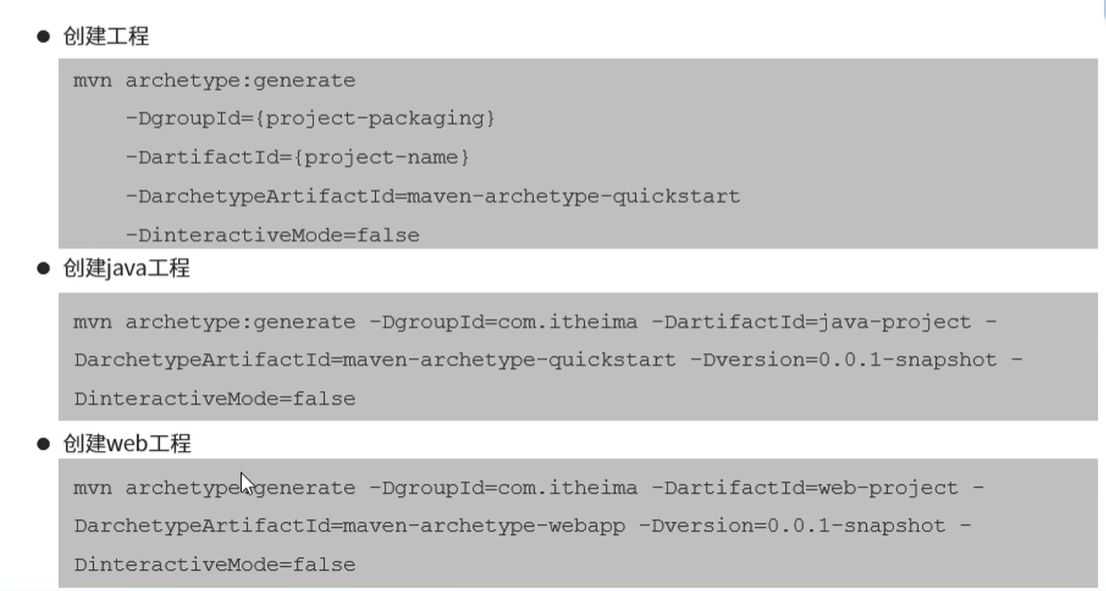 ● 创建工程
mvn archetype:generate
-DgroupId={project-packaging}
-DartifactId={project-name}
-DarchetypeArtifactId=maven-archetype-quickstart
-DinteractiveMode=false
● 创建java工程
mvn archetype:generate -DgroupId=com.itheima -DartifactId=java-project -
DarchetypeArtifactId=maven-archetype-quickstart -Dversion=0.0.1-snapshot -
DinteractiveMode=false
● 创建web工程
mvn archetype:generate -DgroupId=com.itheima -DartifactId=web-project -
DarchetypeArtifactId=maven-archetype-webapp -Dversion=0.0.1-snapshot -
DinteractiveMode=false